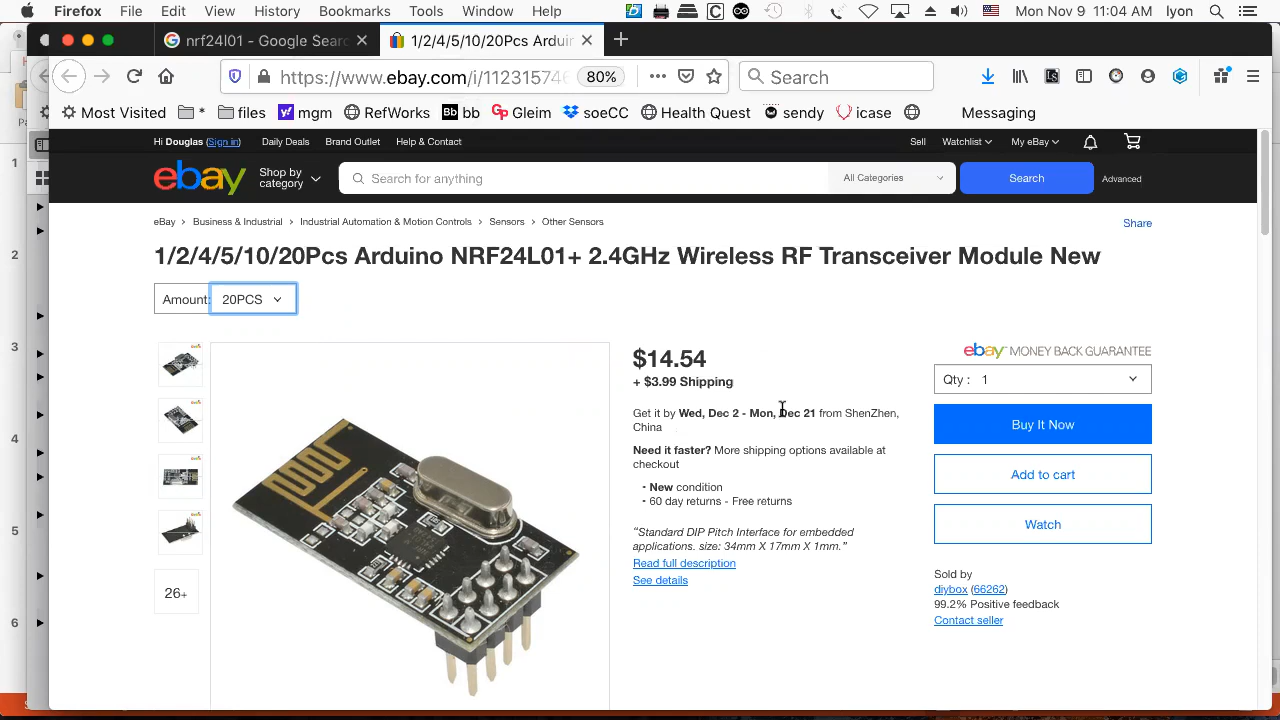 Firefox File Edit View History Bookmarks Tools Window Help Mon Nov 9 11:04 AM lyon
nrf24l01 - Google Searc 1/2/4/5/10/20Pcs Arduin
https://www.ebay.com/i/112315746 80% Search
Most Visited * files mgm RefWorks Bb bb Gp Gleim soeCC Health Quest sendy icase Messaging
Hi Douglas (Sign in) Daily Deals Brand Outlet Help & Contact Sell Watchlist My eBay
ebay Shop by category Search for anything All Categories Search Advanced
eBay Business & Industrial Industrial Automation & Motion Controls Sensors Other Sensors Share
1/2/4/5/10/20Pcs Arduino NRF24L01+ 2.4GHz Wireless RF Transceiver Module New
Amount: 20PCS
$14.54
+ $3.99 Shipping
Get it by Wed, Dec 2 - Mon, Dec 21 from ShenZhen,
China
Need it faster? More shipping options available at
checkout
• New condition
• 60 day returns - Free returns
“Standard DIP Pitch Interface for embedded
applications. size: 34mm X 17mm X 1mm.”
Read full description
See details
26+
ebay MONEY BACK GUARANTEE
Qty : 1
Buy It Now
Add to cart
Watch
Sold by
diybox (66262)
99.2% Positive feedback
Contact seller
1
2
3
4
5
6